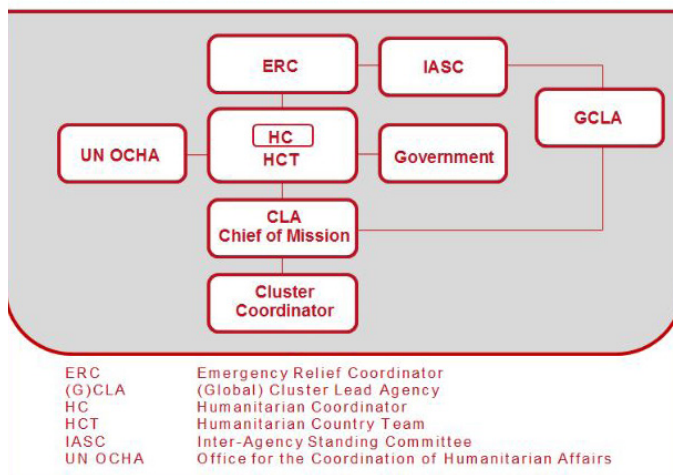 ERC
IASC
GCLA
UN OCHA
HC
HCT
Government
CLA
Chief of Mission
Cluster
Coordinator
ERC Emergency Relief Coordinator
(G)CLA (Global) Cluster Lead Agency
HC Humanitarian Coordinator
HCT Humanitarian Country Team
IASC Inter-Agency Standing Committee
UN OCHA Office for the Coordination of Humanitarian Affairs